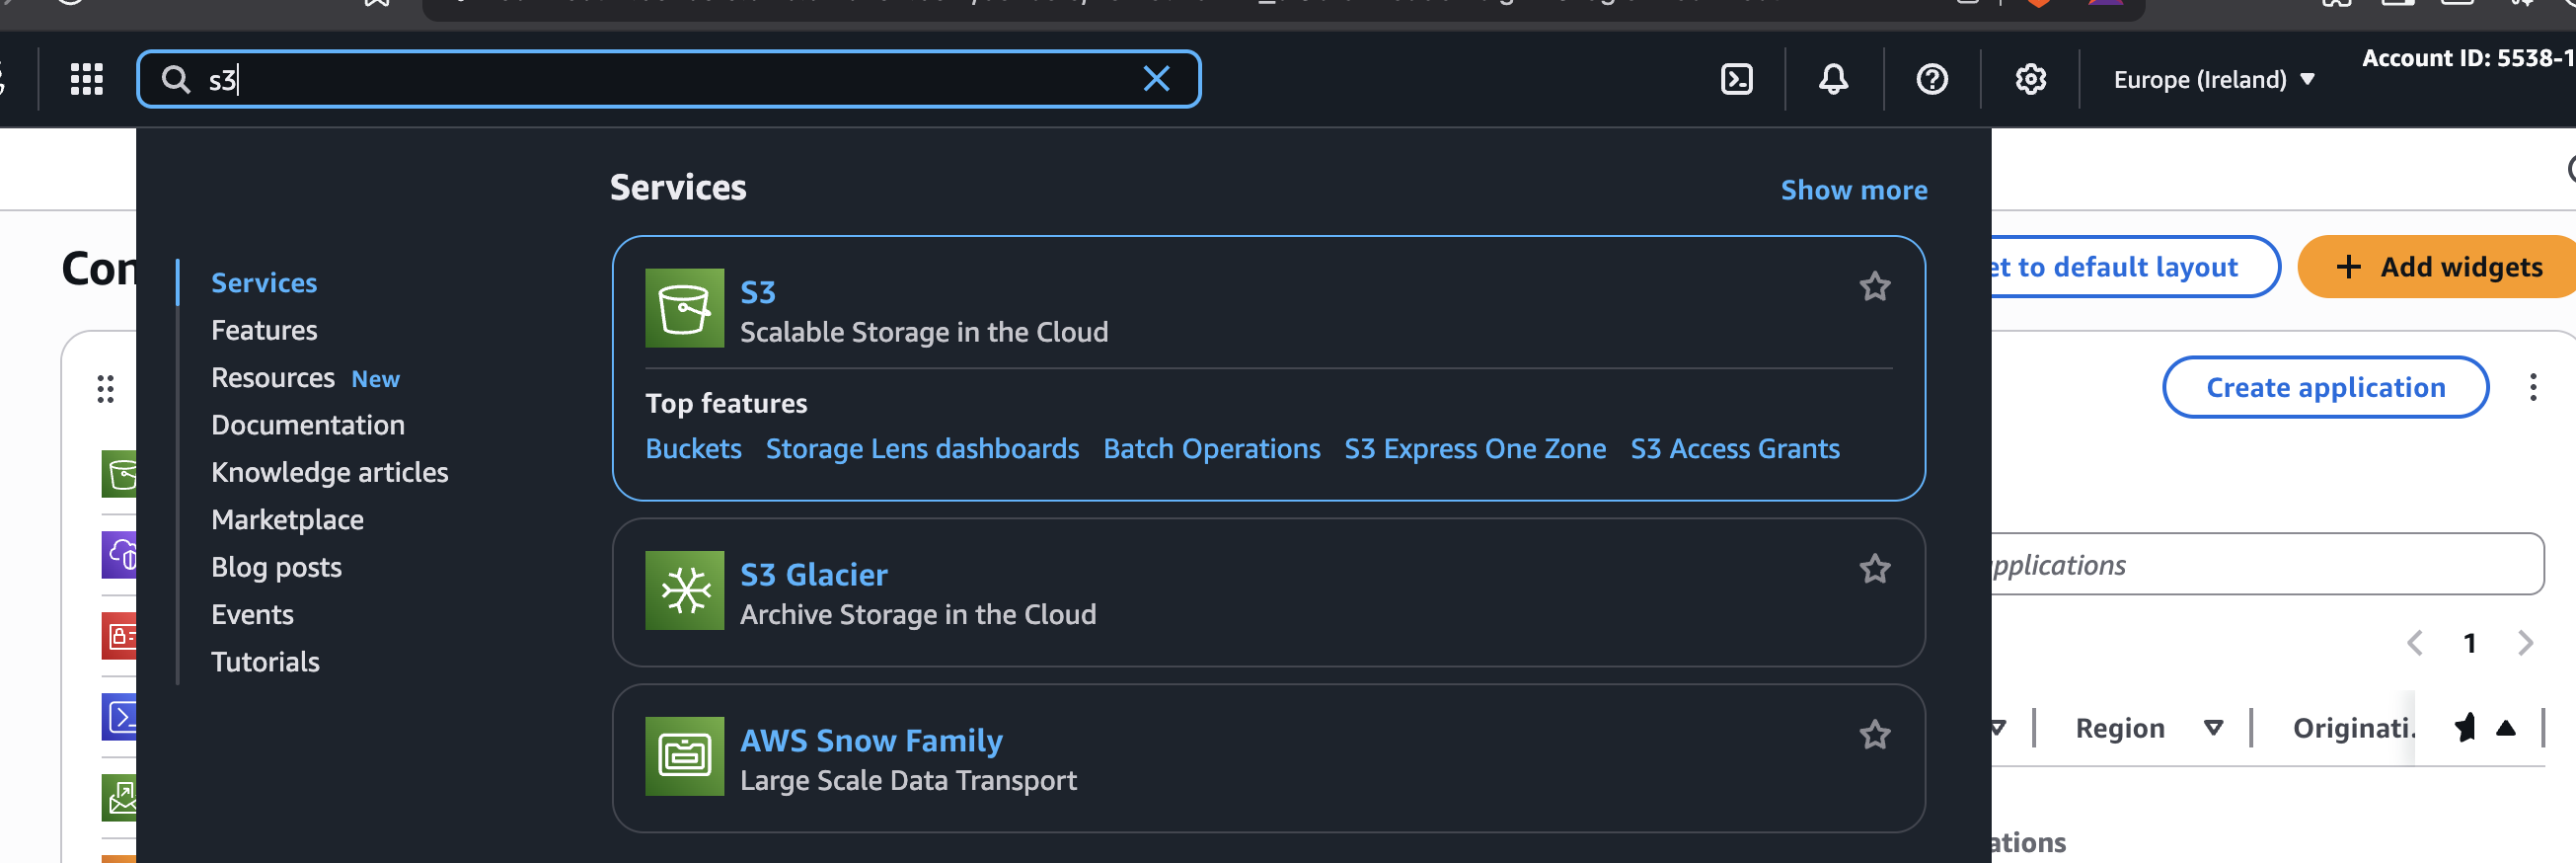 s3
Account ID: 5538-1
Europe (Ireland)
Services
Show more
Services
Features
Resources New
Documentation
Knowledge articles
Marketplace
Blog posts
Events
Tutorials
S3
Scalable Storage in the Cloud
Top features
Buckets Storage Lens dashboards Batch Operations S3 Express One Zone S3 Access Grants
S3 Glacier
Archive Storage in the Cloud
AWS Snow Family
Large Scale Data Transport
Con
et to default layout
Add widgets
Create application
pplications
1
Region
Originati..
ations